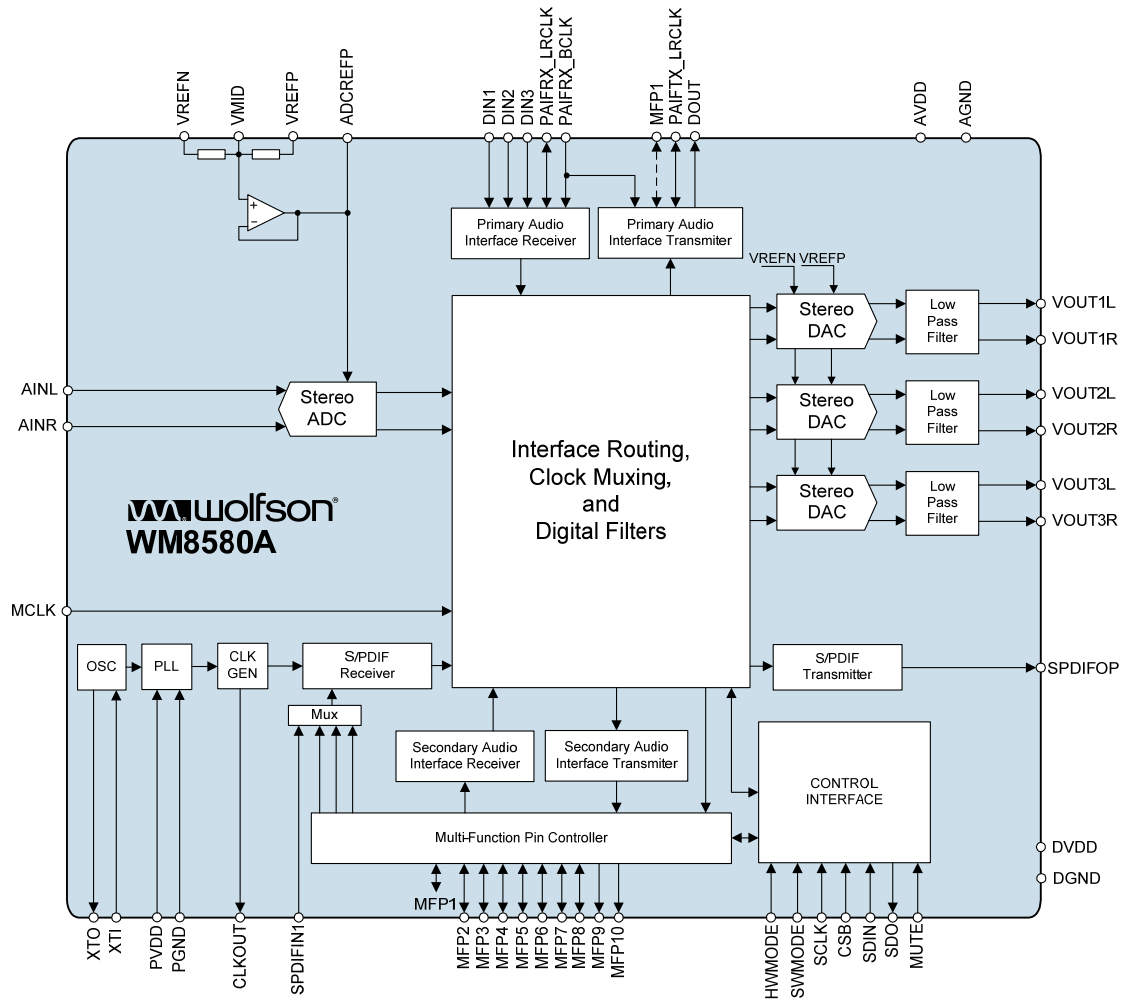 VREFN
VMID
VREFP
ADCREFP
DIN1
DIN2
DIN3
PAIFRX_LRCLK
PAIFRX_BCLK
MFP1
PAIFTX_LRCLK
DOUT
AVDD
AGND
+
−
Primary Audio
Interface Receiver
Primary Audio
Interface Transmiter
VREFN VREFP
Stereo
DAC
Low
Pass
Filter
VOUT1L
VOUT1R
AINL
AINR
Stereo
ADC
Stereo
DAC
Low
Pass
Filter
VOUT2L
VOUT2R
Interface Routing,
Clock Muxing,
and
Digital Filters
Stereo
DAC
Low
Pass
Filter
VOUT3L
VOUT3R
wolfson®
WM8580A
MCLK
OSC
PLL
CLK
GEN
S/PDIF
Receiver
S/PDIF
Transmitter
SPDIFOP
Mux
Secondary Audio
Interface Receiver
Secondary Audio
Interface Transmiter
CONTROL
INTERFACE
Multi-Function Pin Controller
DVDD
DGND
MFP1
XTO
XTI
PVDD
PGND
CLKOUT
SPDIFIN1
MFP2
MFP3
MFP4
MFP5
MFP6
MFP7
MFP8
MFP9
MFP10
HWMODE
SWMODE
SCLK
CSB
SDIN
SDO
MUTE